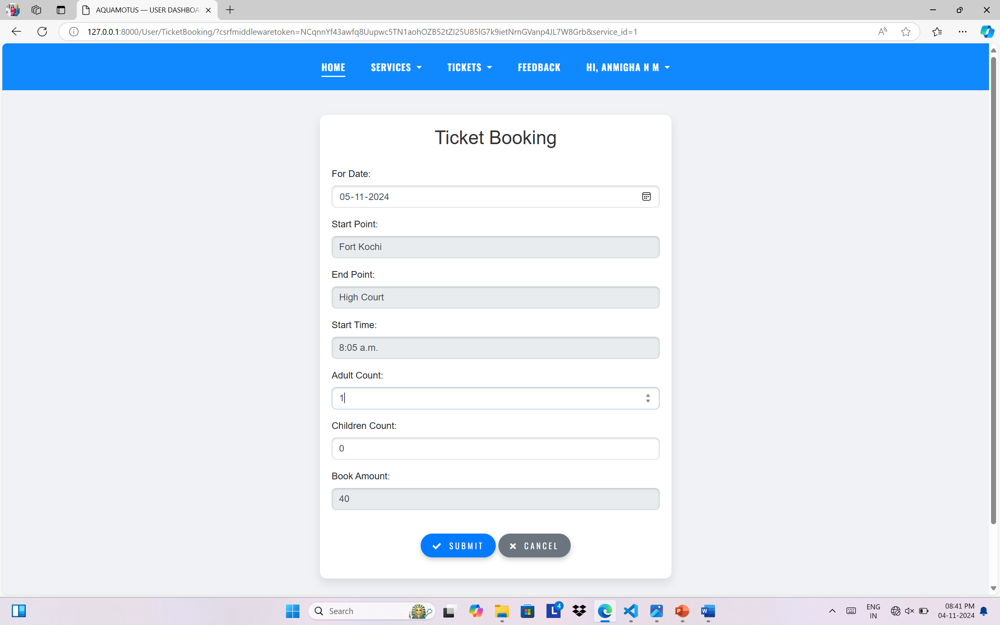 AQUAMOTUS — USER DASHBOA
127.0.0.1:8000/User/TicketBooking/?csrfmiddlewaretoken=NCqnnYf43awfq8Uupwc5TN1aohOZB52tZI25U85lG7k9ietNrnGVanp4JL7W8Grb&service_id=1
HOME SERVICES TICKETS FEEDBACK HI, ANMIGHA N M
Ticket Booking
For Date:
05-11-2024
Start Point:
Fort Kochi
End Point:
High Court
Start Time:
8:05 a.m.
Adult Count:
1
Children Count:
0
Book Amount:
40
SUBMIT CANCEL
Search
L 4
P
W
ENG
IN
08:41 PM
04-11-2024